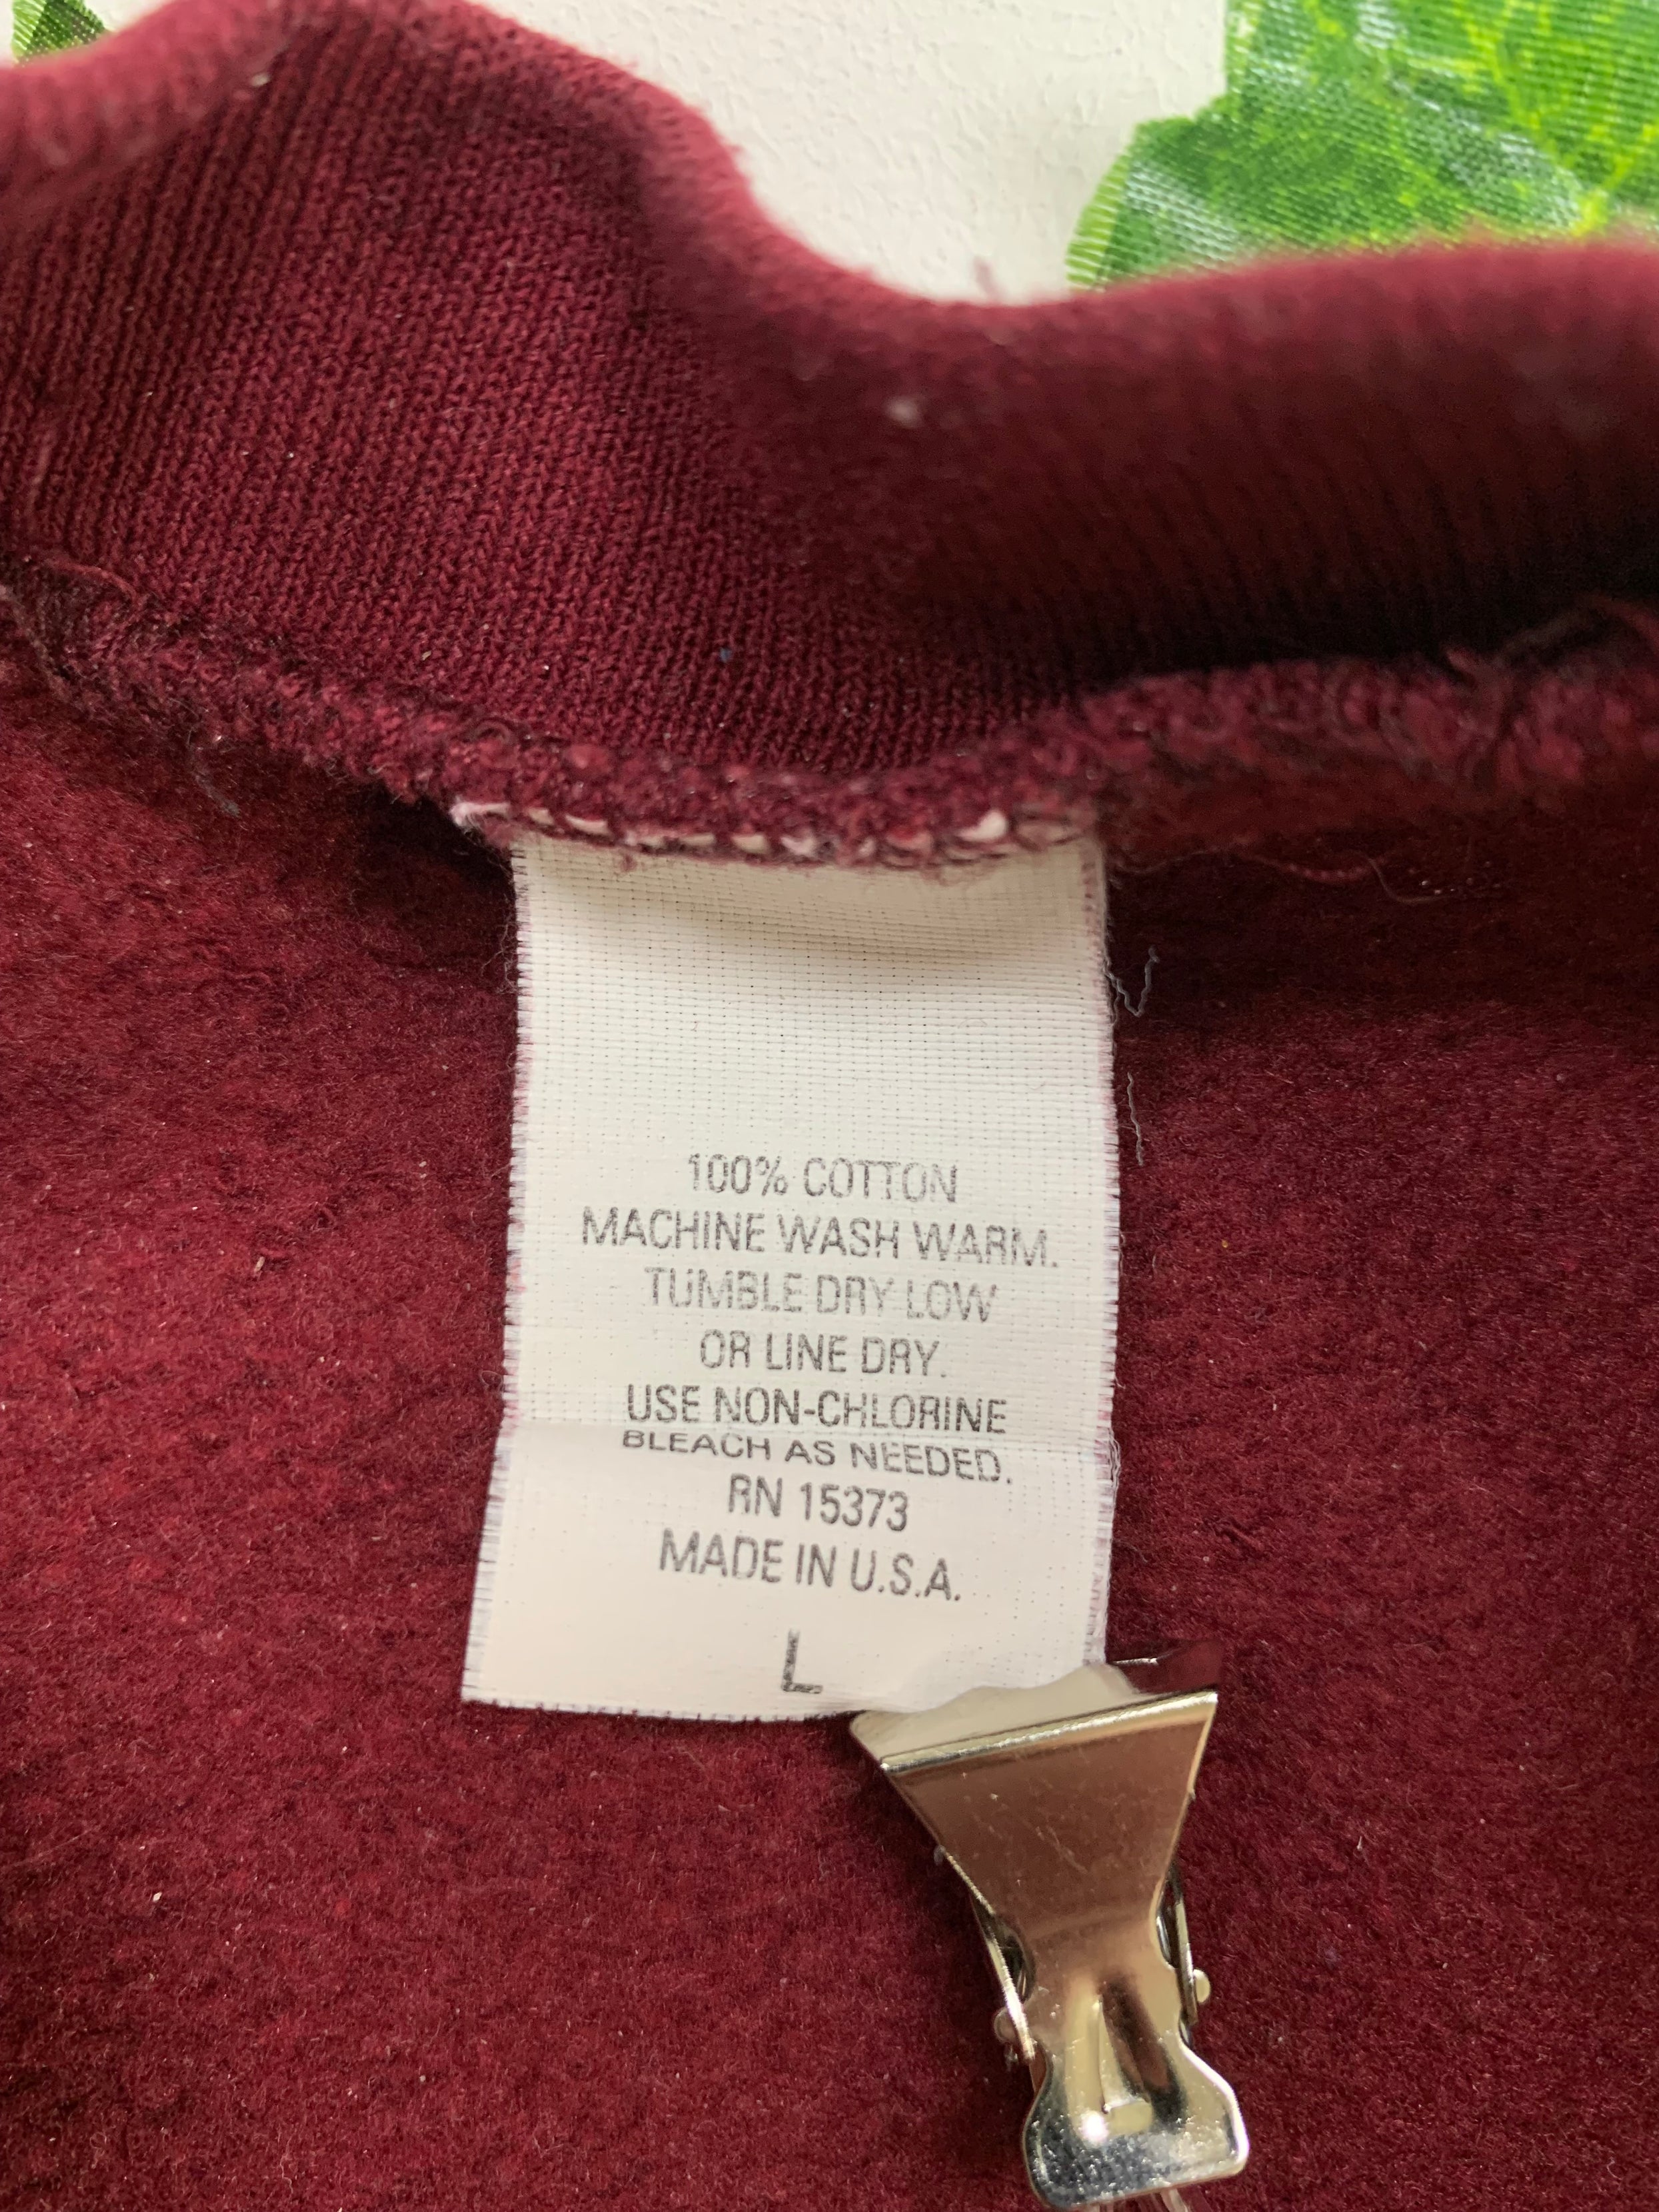 100% COTTON
MACHINE WASH WARM.
TUMBLE DRY LOW
OR LINE DRY.
USE NON-CHLORINE
BLEACH AS NEEDED.
RN 15373
MADE IN U.S.A.
L